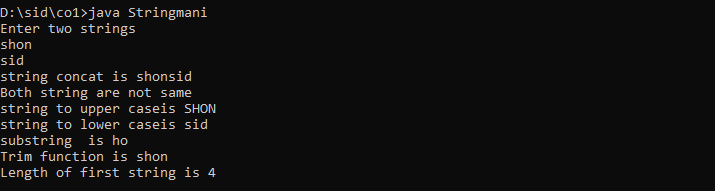 D:\sid\co1>java Stringmani
Enter two strings
shon
sid
string concat is shonsid
Both string are not same
string to upper caseis SHON
string to lower caseis sid
substring  is ho
Trim function is shon
Length of first string is 4